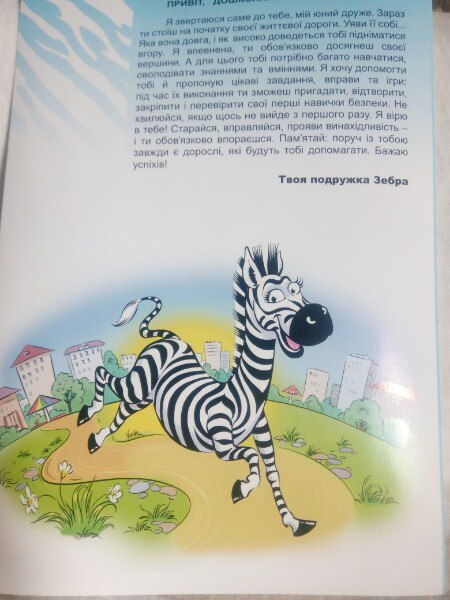 ПРИВІТ,
Я звертаюся саме до тебе, мій юний друже. Зараз
ти стоїш на початку своєї життєвої дороги. Уяви її собі...
Яка вона довга, і як високо доведеться тобі підніматися
вгору. Я впевнена, ти обов'язково досягнеш своєї
вершини. А для цього тобі потрібно багато навчатися,
оволодівати знаннями та вміннями. Я хочу допомогти
тобі й пропоную цікаві завдання, вправи та ігри:
під час їх виконання ти зможеш пригадати, відтворити,
закріпити і перевірити свої перші навички безпеки. Не
хвилюйся, якщо щось не вийде з першого разу. Я вірю
в тебе! Старайся, вправляйся, прояви винахідливість –
і ти обов'язково впораєшся. Пам'ятай: поруч із тобою
завжди є дорослі, які будуть тобі допомагати. Бажаю
успіхів!
Твоя подружка Зебра